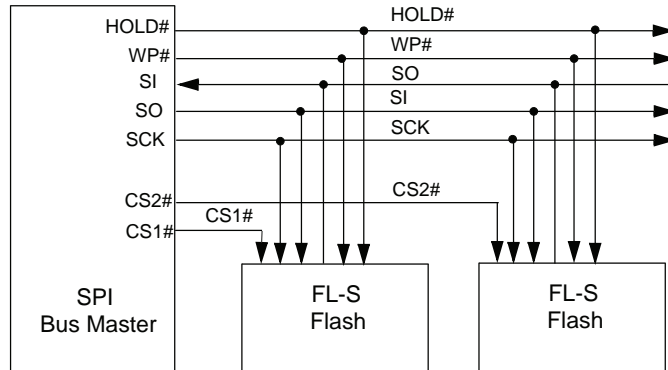 HOLD# HOLD#
WP# WP#
SI SO
SO SI
SCK SCK
CS2# CS2#
CS1# CS1#
SPI
Bus Master
FL-S
Flash
FL-S
Flash